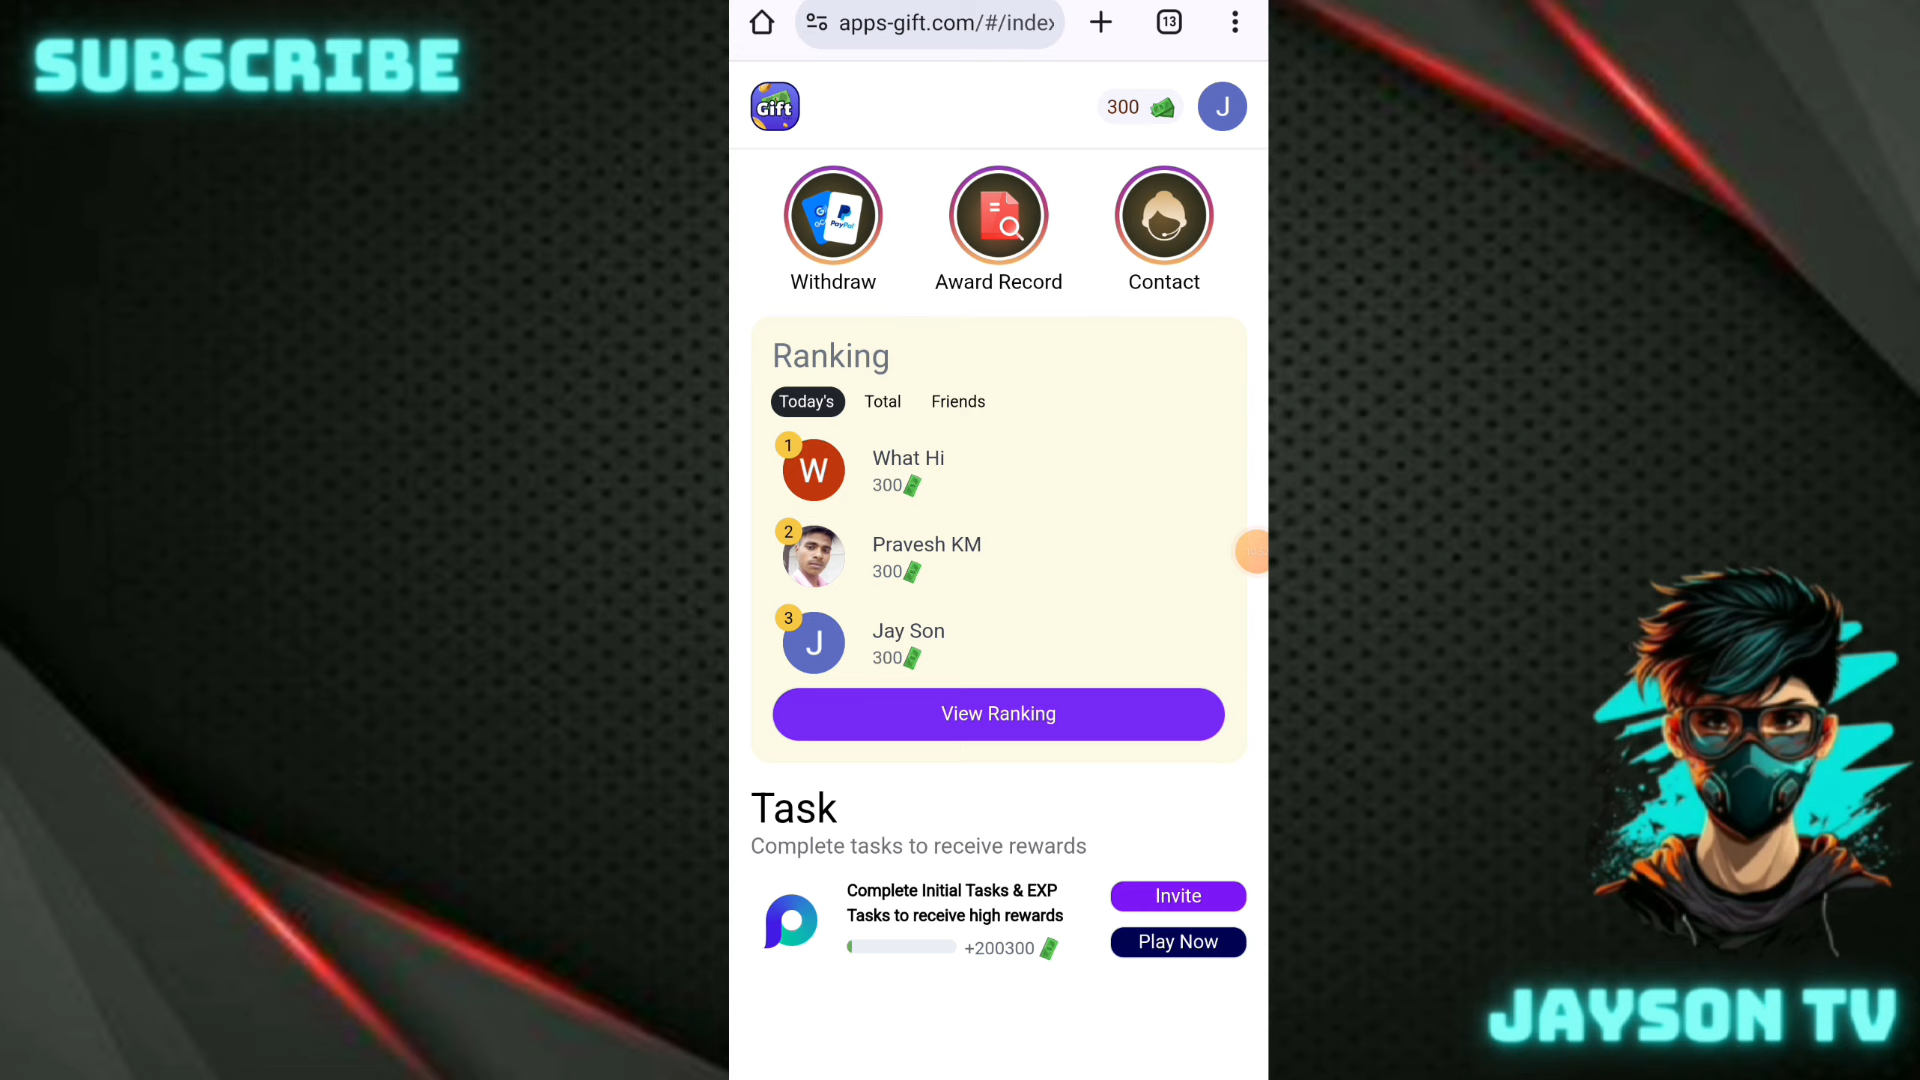 SUBSCRIBE
apps-gift.com/#/index
13
Gift
300
J
PayPal
Withdraw
Award Record
Contact
Ranking
Today's
Total
Friends
1
W
What Hi
300
2
Pravesh KM
300
3
J
Jay Son
300
View Ranking
Task
Complete tasks to receive rewards
Complete Initial Tasks & EXP
Tasks to receive high rewards
+200300
Invite
Play Now
JAYSON TV